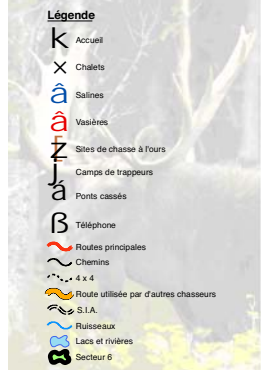 Légende
k Accueil
× Chalets
â Salines
â Vasières
z Sites de chasse à l'ours
J Camps de trappeurs
á Ponts cassés
ß Téléphone
Routes principales
Chemins
4 x 4
Route utilisée par d'autres chasseurs
S.I.A.
Ruisseaux
Lacs et rivières
Secteur 6